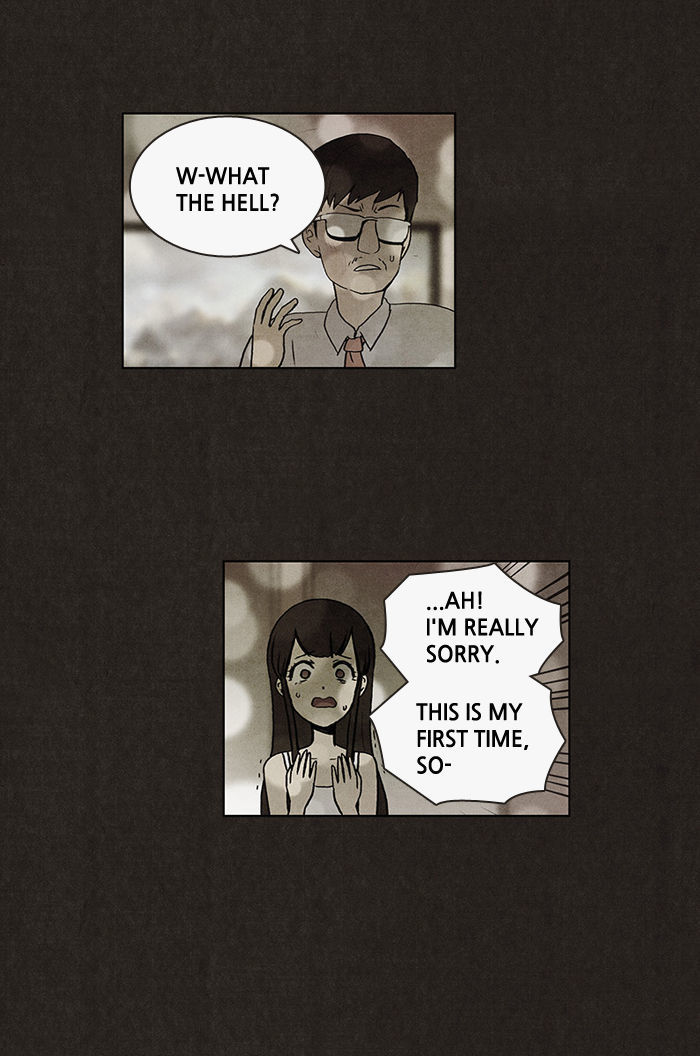 W-WHAT
THE HELL?
...AH!
I'M REALLY
SORRY.
THIS IS MY
FIRST TIME,
SO-